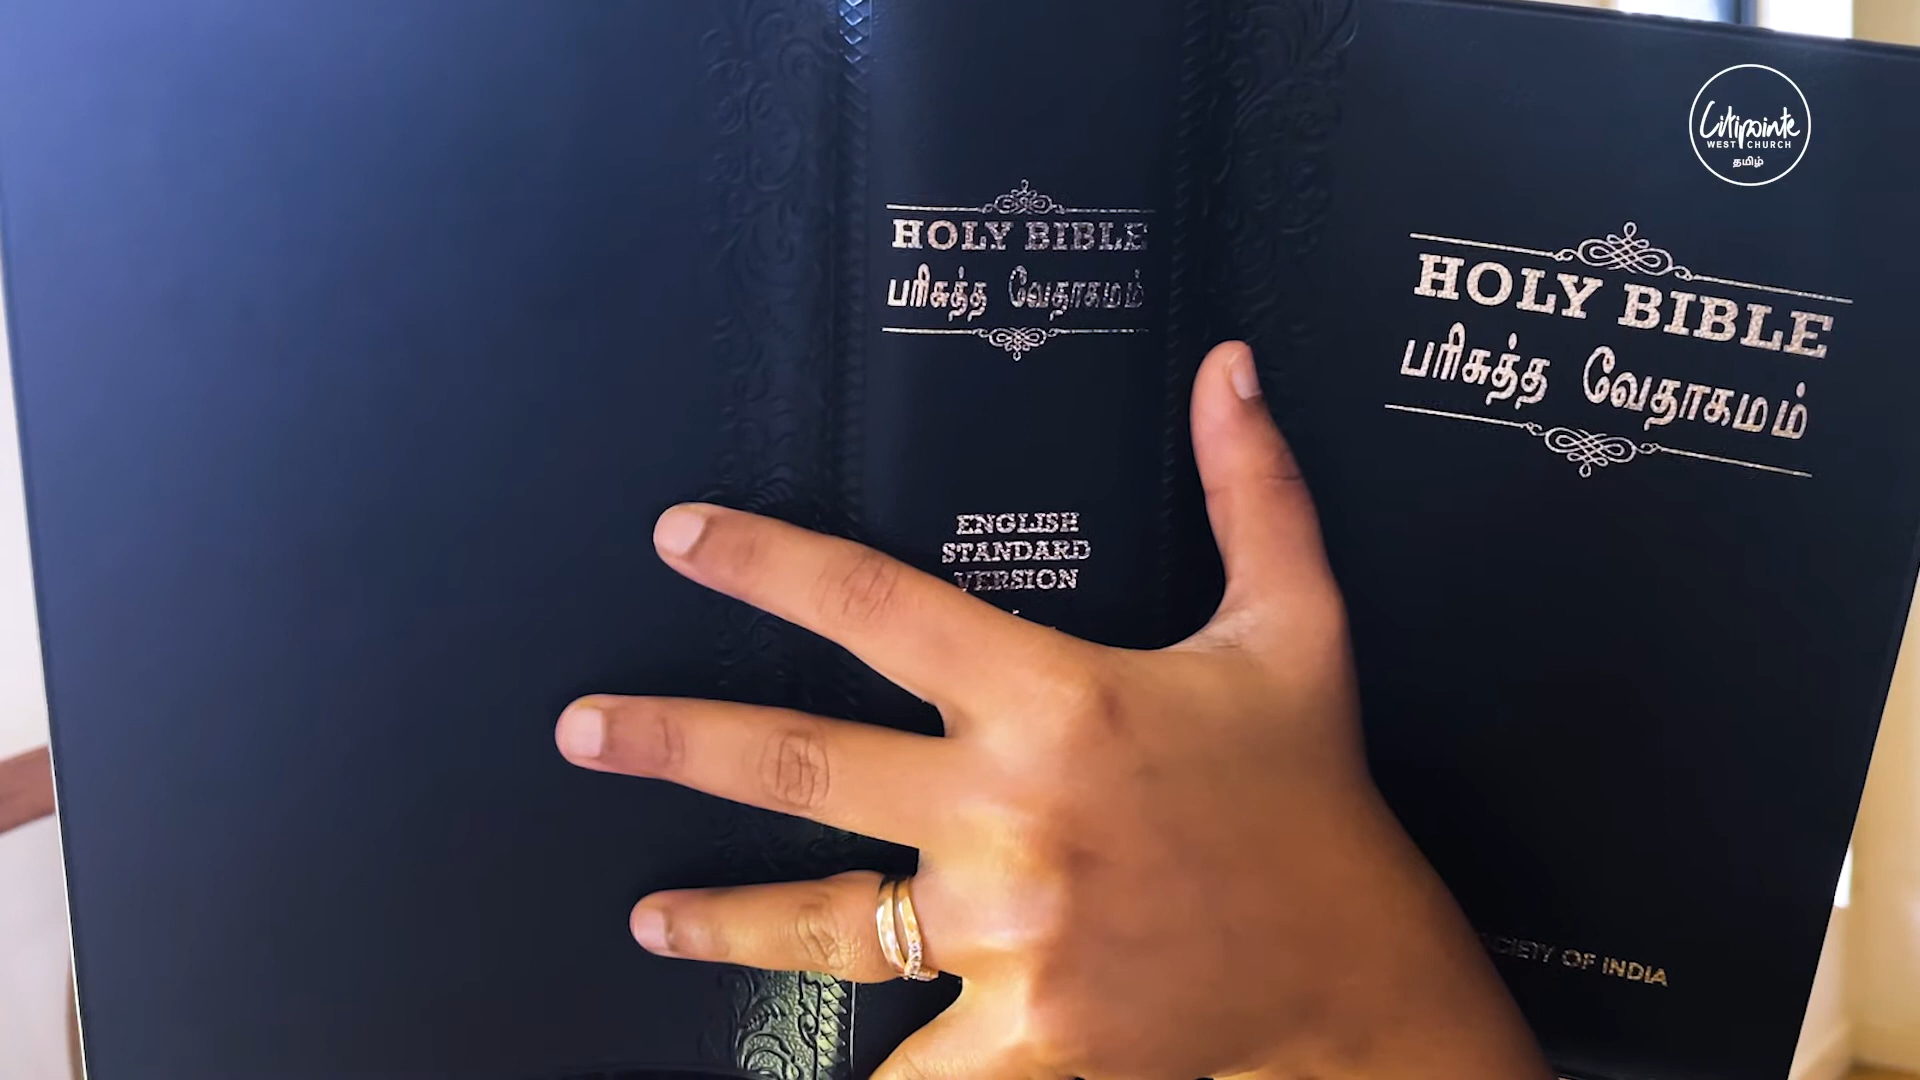 HOLY BIBLE
பரிசுத்த வேதாகமம்
ENGLISH
STANDARD
VERSION
Citipointe
WEST CHURCH
தமிழ்
HOLY BIBLE
பரிசுத்த வேதாகமம்
OF INDIA